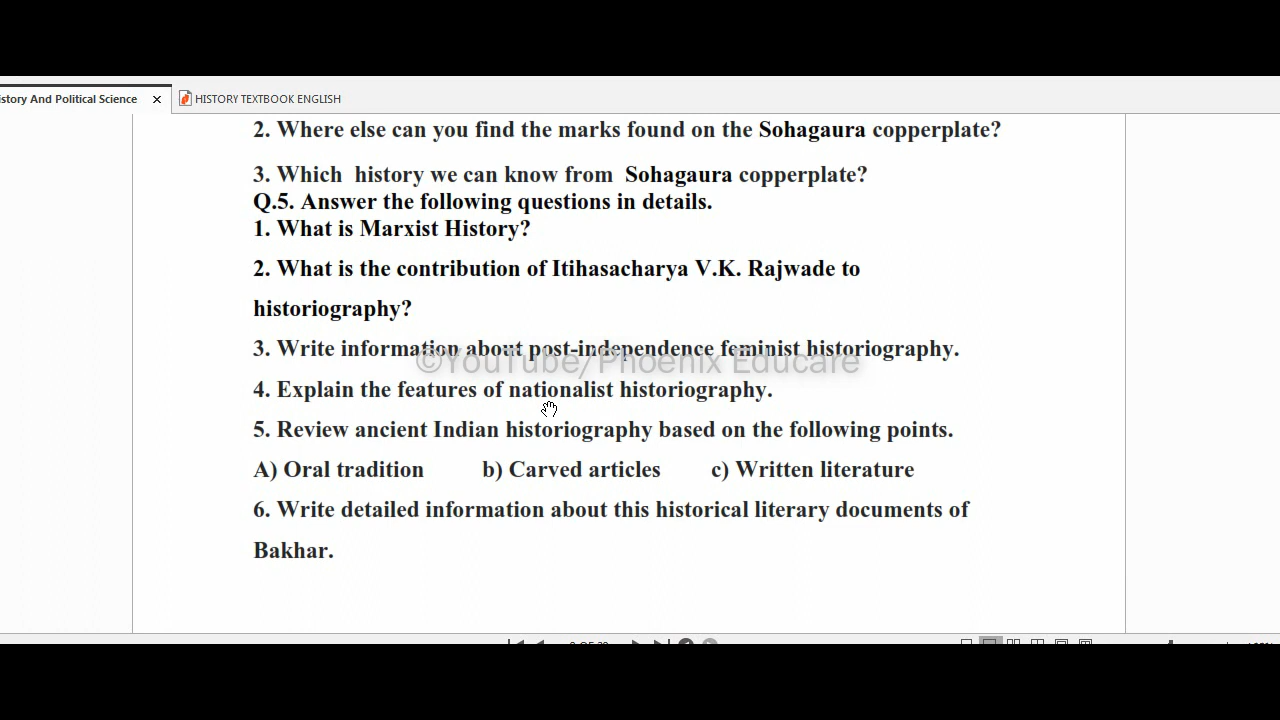 story And Political Science
HISTORY TEXTBOOK ENGLISH
2. Where else can you find the marks found on the Sohagaura copperplate?
3. Which history we can know from Sohagaura copperplate?
Q.5. Answer the following questions in details.
1. What is Marxist History?
2. What is the contribution of Itihasacharya V.K. Rajwade to
historiography?
3. Write information about post-independence feminist historiography.
©YouTube/Phoenix Educare
4. Explain the features of nationalist historiography.
5. Review ancient Indian historiography based on the following points.
A) Oral tradition b) Carved articles c) Written literature
6. Write detailed information about this historical literary documents of
Bakhar.